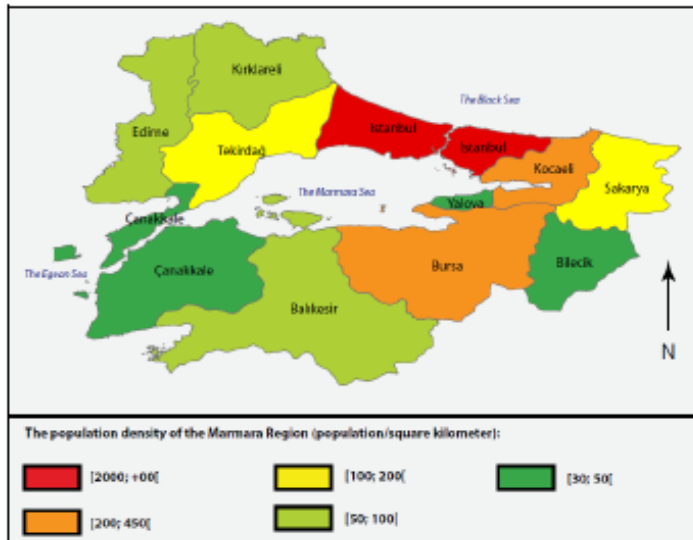 Kırklareli
The Black Sea
Edirne
İstanbul
İstanbul
Tekirdağ
Kocaeli
Sakarya
The Marmara Sea
Yalova
Çanakkale
Çanakkale
The Egean Sea
Bursa
Bilecik
Balıkesir
N
The population density of the Marmara Region (population/square kilometer):
[2000; +00[
[100; 200[
[30; 50[
[200; 450[
[50; 100[